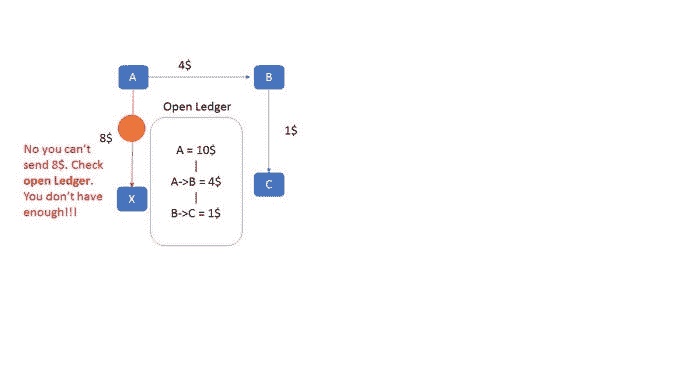 4$
A
B
Open Ledger
8$
1$
No you can't
send 8$. Check
open Ledger.
You don't have
enough!!!
A = 10$
|
A->B = 4$
|
B->C = 1$
X
C